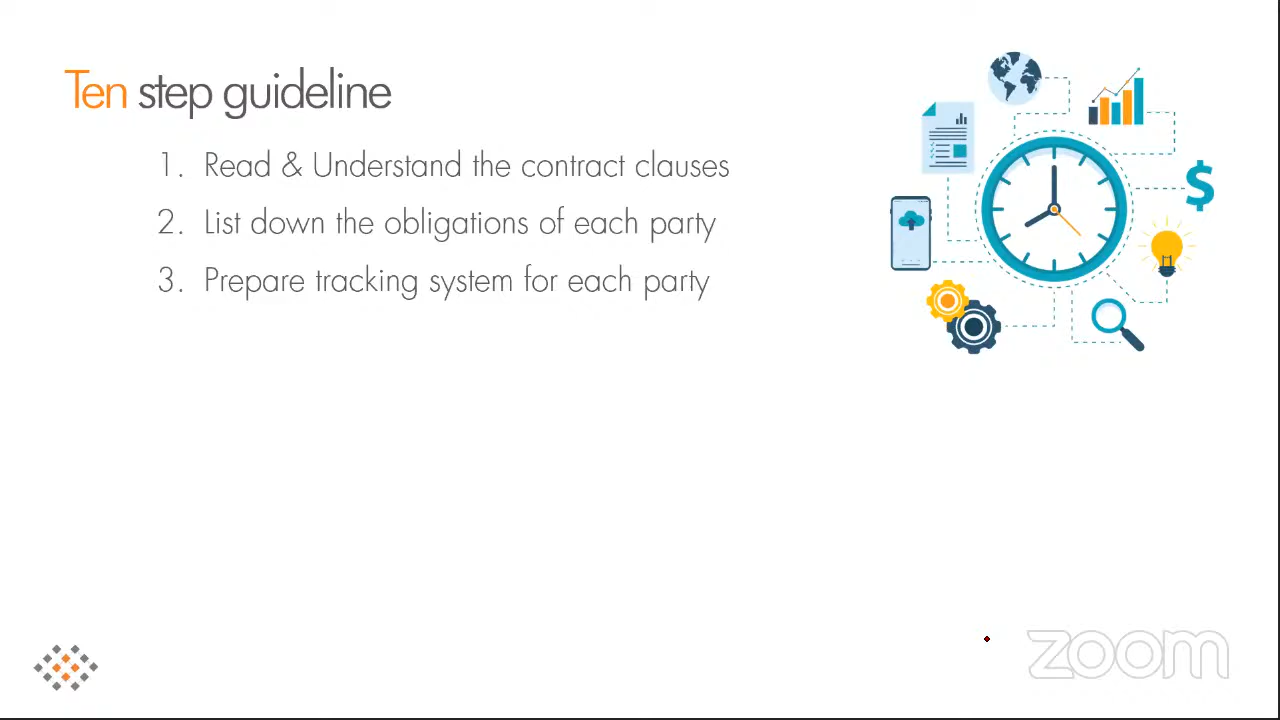 Ten step guideline
1. Read & Understand the contract clauses
2. List down the obligations of each party
3. Prepare tracking system for each party
$
zoom